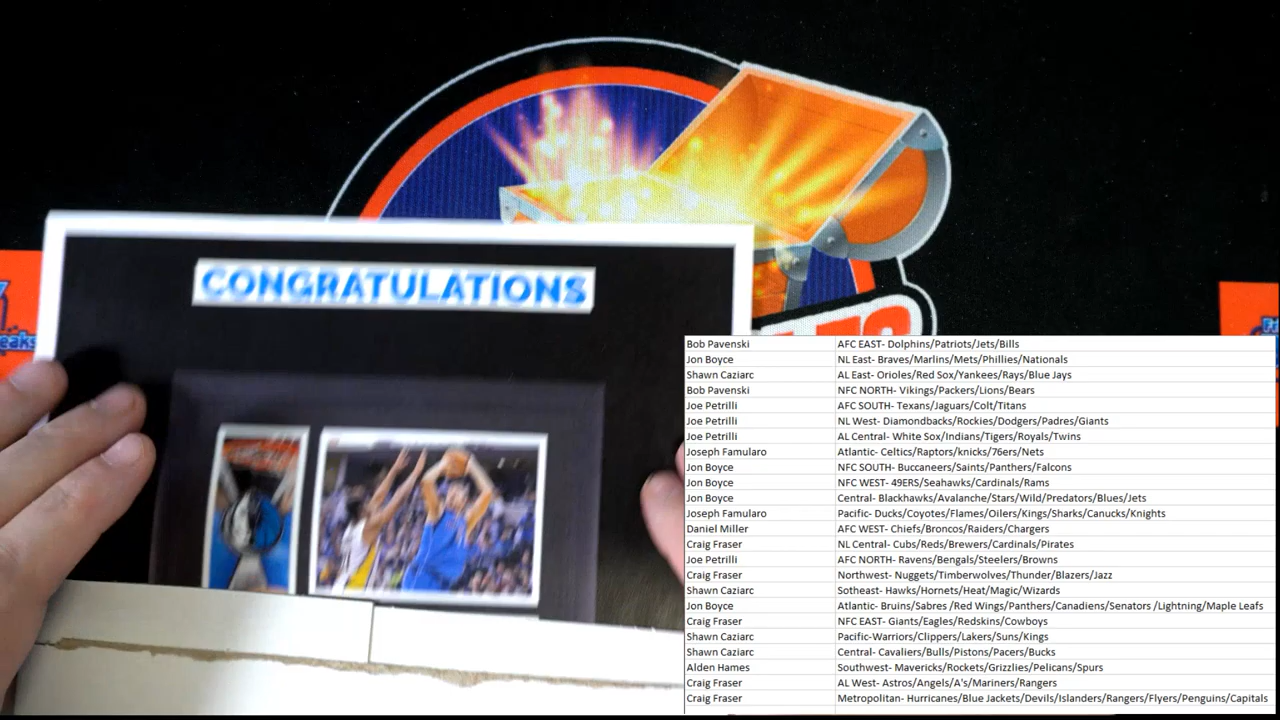 CONGRATULATIONS
Bob Pavenski AFC EAST- Dolphins/Patriots/Jets/Bills
Jon Boyce NL East- Braves/Marlins/Mets/Phillies/Nationals
Shawn Caziarc AL East- Orioles/Red Sox/Yankees/Rays/Blue Jays
Bob Pavenski NFC NORTH- Vikings/Packers/Lions/Bears
Joe Petrilli AFC SOUTH- Texans/Jaguars/Colt/Titans
Joe Petrilli NL West- Diamondbacks/Rockies/Dodgers/Padres/Giants
Joe Petrilli AL Central- White Sox/Indians/Tigers/Royals/Twins
Joseph Famularo Atlantic- Celtics/Raptors/knicks/76ers/Nets
Jon Boyce NFC SOUTH- Buccaneers/Saints/Panthers/Falcons
Jon Boyce NFC WEST- 49ERS/Seahawks/Cardinals/Rams
Jon Boyce Central- Blackhawks/Avalanche/Stars/Wild/Predators/Blues/Jets
Joseph Famularo Pacific- Ducks/Coyotes/Flames/Oilers/Kings/Sharks/Canucks/Knights
Daniel Miller AFC WEST- Chiefs/Broncos/Raiders/Chargers
Craig Fraser NL Central- Cubs/Reds/Brewers/Cardinals/Pirates
Joe Petrilli AFC NORTH- Ravens/Bengals/Steelers/Browns
Craig Fraser Northwest- Nuggets/Timberwolves/Thunder/Blazers/Jazz
Shawn Caziarc Sotheast- Hawks/Hornets/Heat/Magic/Wizards
Jon Boyce Atlantic- Bruins/Sabres /Red Wings/Panthers/Canadiens/Senators /Lightning/Maple Leafs
Craig Fraser NFC EAST- Giants/Eagles/Redskins/Cowboys
Shawn Caziarc Pacific-Warriors/Clippers/Lakers/Suns/Kings
Shawn Caziarc Central- Cavaliers/Bulls/Pistons/Pacers/Bucks
Alden Hames Southwest- Mavericks/Rockets/Grizzlies/Pelicans/Spurs
Craig Fraser AL West- Astros/Angels/A's/Mariners/Rangers
Craig Fraser Metropolitan- Hurricanes/Blue Jackets/Devils/Islanders/Rangers/Flyers/Penguins/Capitals